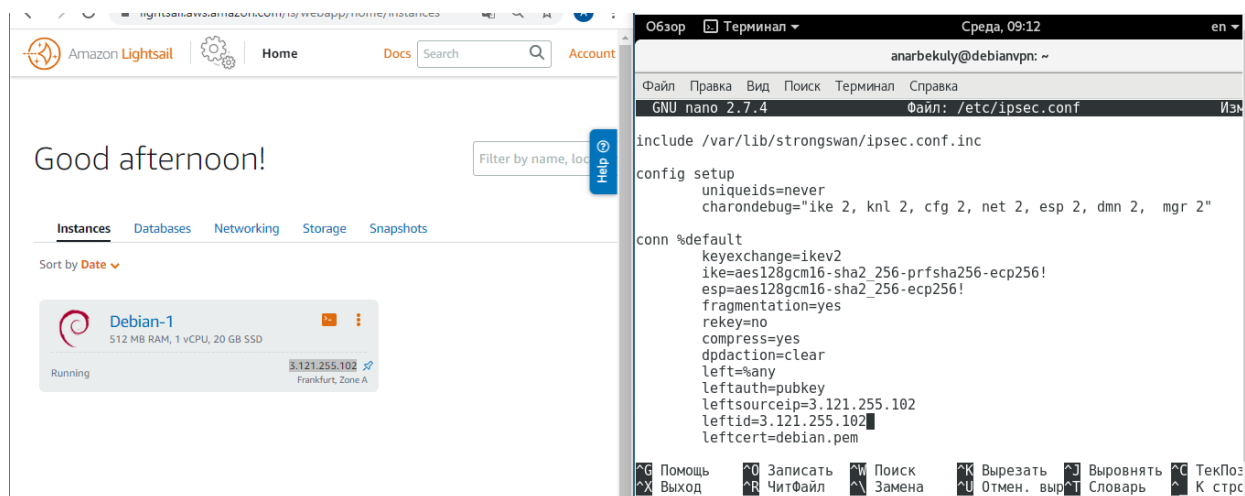 lightsail.aws.amazon.com/ls/webapp/home/instances
Amazon Lightsail
Home
Docs
Search
Account
Good afternoon!
Filter by name,
Help
Instances Databases Networking Storage Snapshots
Sort by Date
Debian-1
512 MB RAM, 1 vCPU, 20 GB SSD
Running
3.121.255.102
Frankfurt, Zone A
Обзор Терминал Среда, 09:12 en
anarbekuly@debianvpn: ~
Файл Правка Вид Поиск Терминал Справка
GNU nano 2.7.4 Файл: /etc/ipsec.conf Изм
include /var/lib/strongswan/ipsec.conf.inc
config setup
uniqueids=never
charondebug="ike 2, knl 2, cfg 2, net 2, esp 2, dmn 2,  mgr 2"
conn %default
keyexchange=ikev2
ike=aes128gcm16-sha2_256-prfsha256-ecp256!
esp=aes128gcm16-sha2_256-ecp256!
fragmentation=yes
rekey=no
compress=yes
dpdaction=clear
left=%any
leftauth=pubkey
leftsourceip=3.121.255.102
leftid=3.121.255.102
leftcert=debian.pem
^G Помощь ^O Записать ^W Поиск ^K Вырезать ^J Выровнять ^C ТекПоз
^X Выход ^R ЧитФайл ^\ Замена ^U Отмен. выр ^T Словарь ^_ К стро